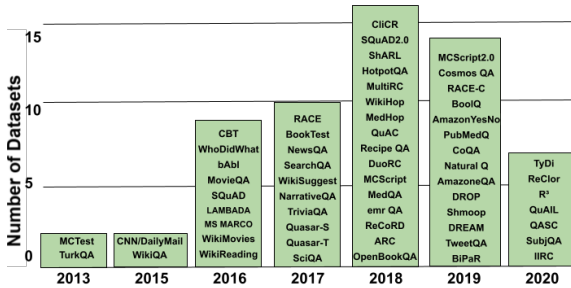 Number of Datasets
15
10
5
0
MCTest
TurkQA
2013
CNN/DailyMail
WikiQA
2015
CBT
WhoDidWhat
bAbI
MovieQA
SQuAD
LAMBADA
MS MARCO
WikiMovies
WikiReading
2016
RACE
BookTest
NewsQA
SearchQA
WikiSuggest
NarrativeQA
TriviaQA
Quasar-S
Quasar-T
SciQA
2017
CliCR
SQuAD2.0
ShARL
HotpotQA
MultiRC
WikiHop
MedHop
QuAC
Recipe QA
DuoRC
MCScript
MedQA
emr QA
ReCoRD
ARC
OpenBookQA
2018
MCScript2.0
Cosmos QA
RACE-C
BoolQ
AmazonYesNo
PubMedQ
CoQA
Natural Q
AmazoneQA
DROP
Shmoop
DREAM
TweetQA
BiPaR
2019
TyDi
ReClor
R³
QuAIL
QASC
SubjQA
IIRC
2020